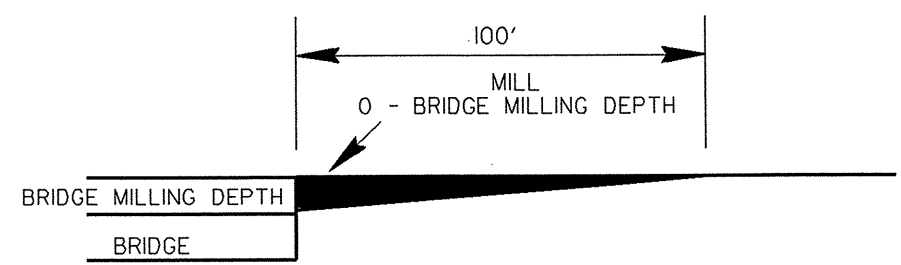 100'
MILL
0 - BRIDGE MILLING DEPTH
BRIDGE MILLING DEPTH
BRIDGE